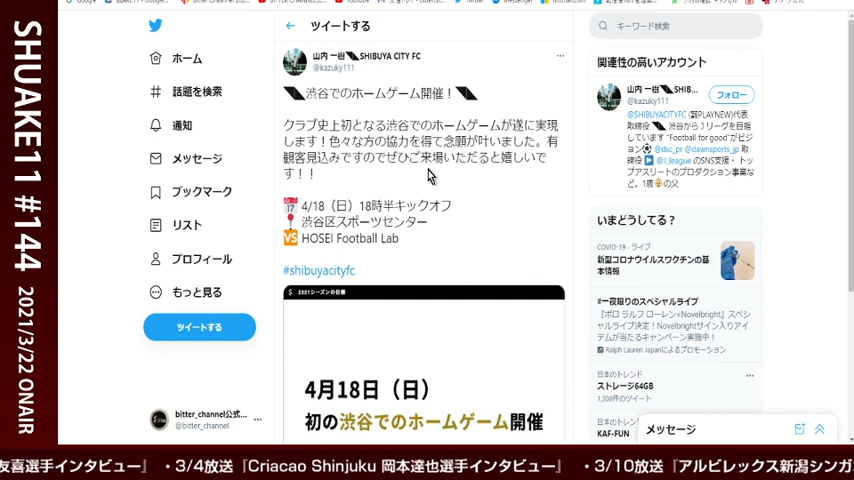 SHUAKE11 #144
2021/3/22 ONAIR
ホーム
話題を検索
通知
メッセージ
ブックマーク
リスト
プロフィール
もっと見る
ツイートする
bitter_channel公式...
@bitter_channel
ツイートする
山内 一樹◥◣SHIBUYA CITY FC
@kazuky111
◥◣渋谷でのホームゲーム開催！◥◣
クラブ史上初となる渋谷でのホームゲームが遂に実現
します！色々な方の協力を得て念願が叶いました。有
観客見込みですのでぜひご来場いただると嬉しいで
す！！
4/18（日）18時半キックオフ
渋谷区スポーツセンター
VS HOSEI Football Lab
#shibuyacityfc
2021シーズンの目標
4月18日（日）
初の渋谷でのホームゲーム開催
キーワード検索
関連性の高いアカウント
山内 一樹◥◣SHIB...
@kazuky111
フォロー
@SHIBUYACITYFC (㈱PLAYNEW)代表
取締役 ◥◣ 渋谷からJリーグを目指
しています "Football for good"がビジ
ョン⚽ @dsc_pr @dawnsports_jp 取
締役 ▶ @J_league のSNS支援・トッ
プアスリートのプロダクション事業な
ど。1歳の父
いまどうしてる？
COVID-19・ライブ
新型コロナウイルスワクチンの基
本情報
#一夜限りのスペシャルライブ
『ポロ ラルフ ローレン×Novelbright』スペシ
ャルライブ決定！Novelbrightサイン入りアイ
テムが当たるキャンペーン実施中！
Ralph Lauren Japanによるプロモーション
日本のトレンド
ストレージ64GB
1,308件のツイート
日本のトレン
KAF-FUN
メッセージ
友喜選手インタビュー』 ・3/4放送『Criacao Shinjuku 岡本達也選手インタビュー』 ・3/10放送『アルビレックス新潟シンガ